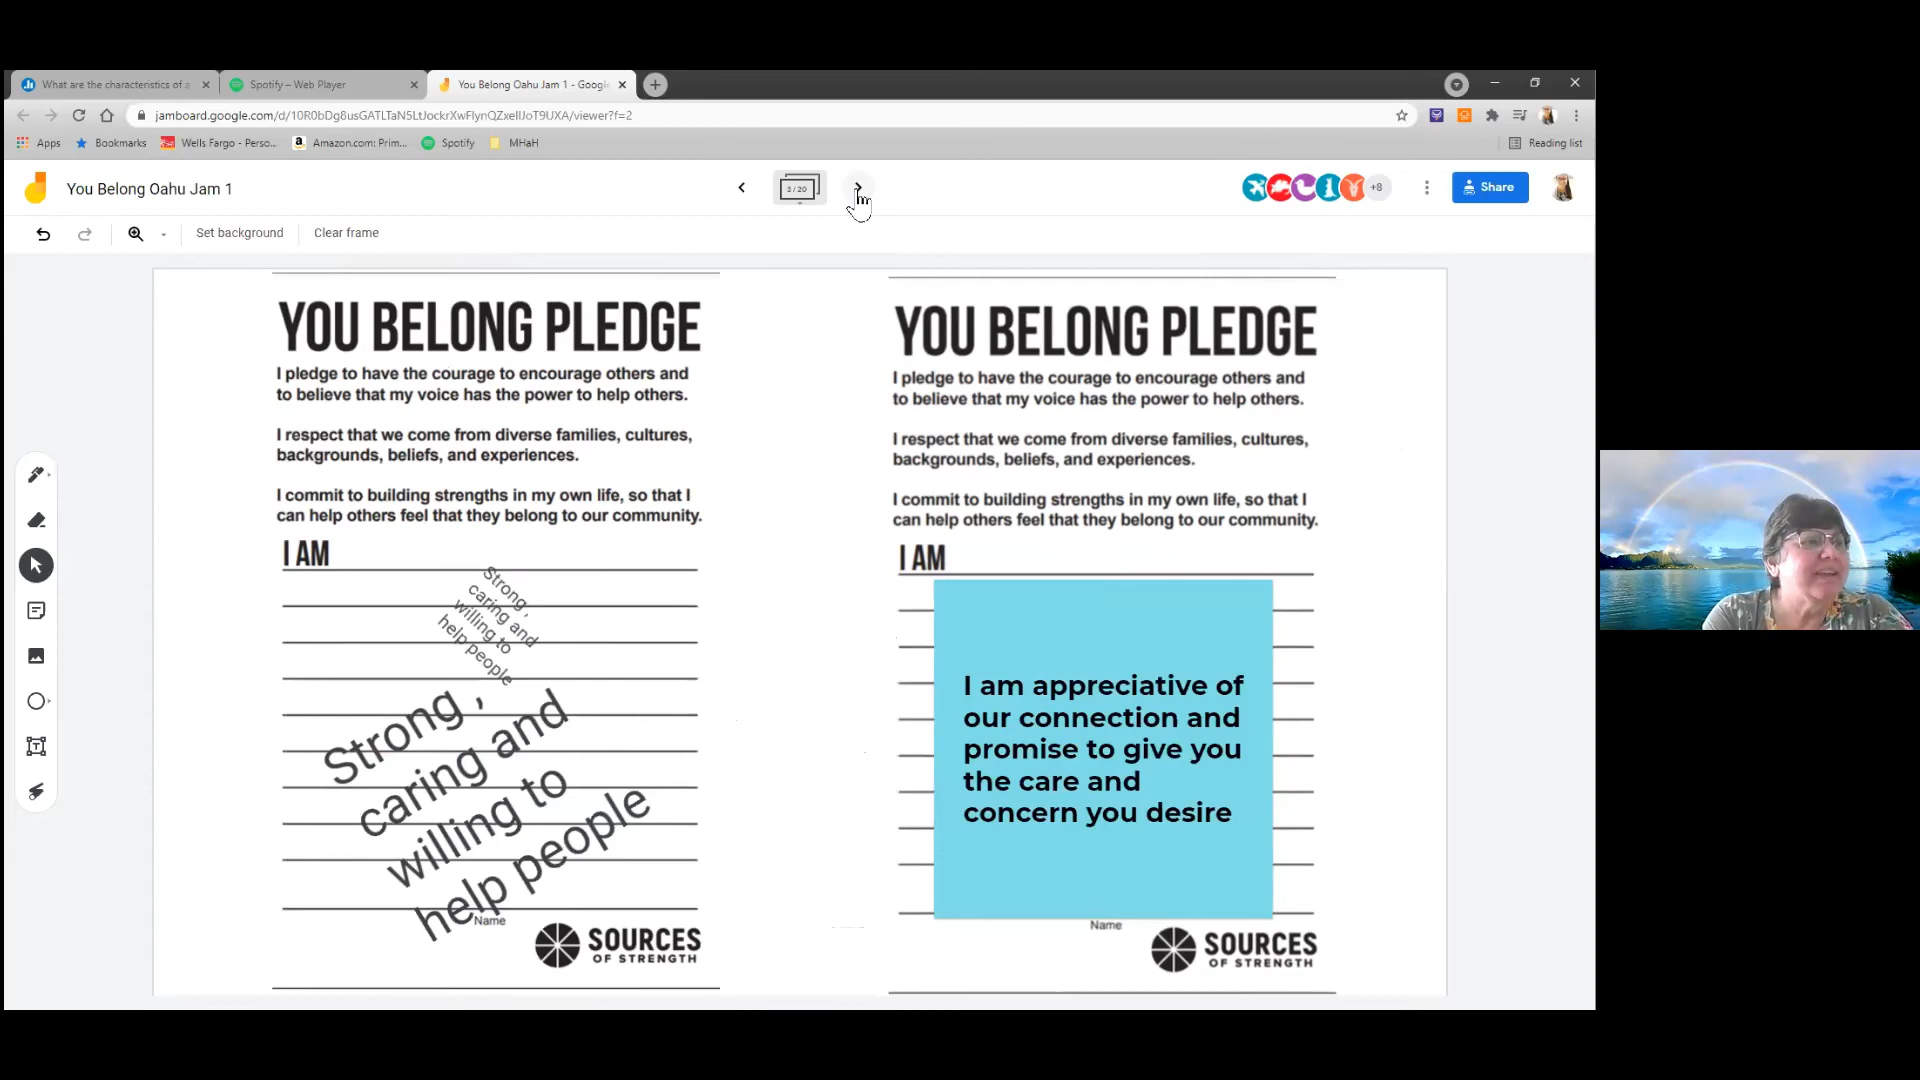 What are the characteristics of a
Spotify – Web Player
You Belong Oahu Jam 1 - Google
jamboard.google.com/d/
/viewer?f=2
Apps
Bookmarks
Wells Fargo - Perso...
Amazon.com: Prim...
Spotify
MHaH
Reading list
You Belong Oahu Jam 1
3 / 20
+8
Share
Set background
Clear frame
YOU BELONG PLEDGE
I pledge to have the courage to encourage others and
to believe that my voice has the power to help others.
I respect that we come from diverse families, cultures,
backgrounds, beliefs, and experiences.
I commit to building strengths in my own life, so that I
can help others feel that they belong to our community.
I AM
Strong ,
caring and
willing to
help people
Strong ,
caring and
willing to
help people
Name
SOURCES
OF STRENGTH
YOU BELONG PLEDGE
I pledge to have the courage to encourage others and
to believe that my voice has the power to help others.
I respect that we come from diverse families, cultures,
backgrounds, beliefs, and experiences.
I commit to building strengths in my own life, so that I
can help others feel that they belong to our community.
I AM
I am appreciative of
our connection and
promise to give you
the care and
concern you desire
Name
SOURCES
OF STRENGTH